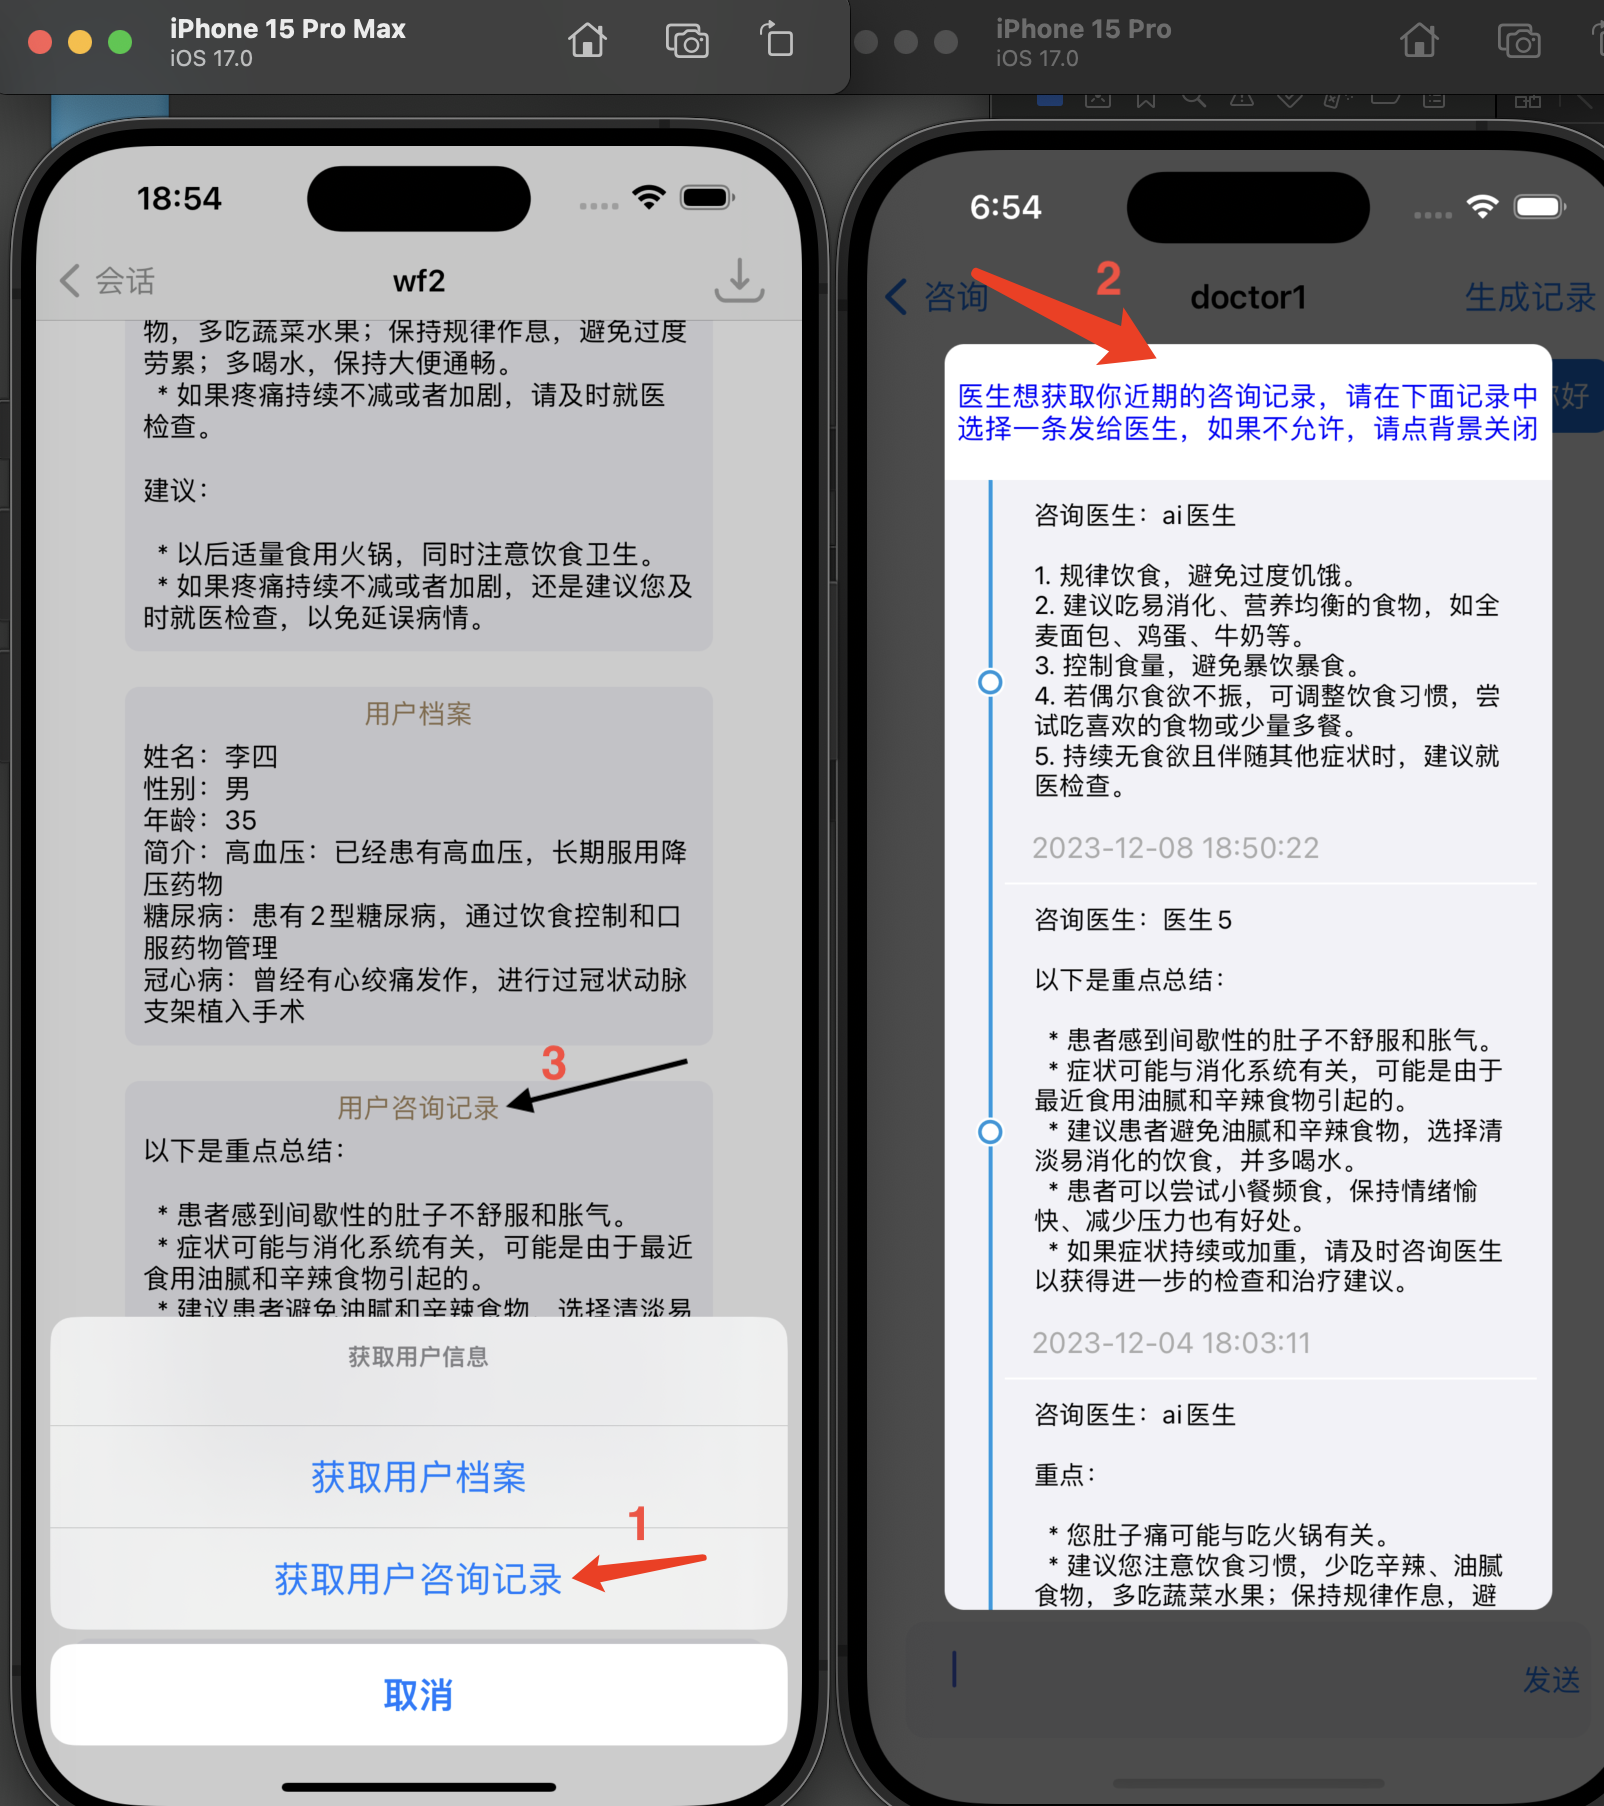 iPhone 15 Pro Max
iOS 17.0
18:54
会话
wf2
物，多吃蔬菜水果；保持规律作息，避免过度
劳累；多喝水，保持大便通畅。
* 如果疼痛持续不减或者加剧，请及时就医
检查。
建议：
* 以后适量食用火锅，同时注意饮食卫生。
* 如果疼痛持续不减或者加剧，还是建议您及
时就医检查，以免延误病情。
用户档案
姓名：李四
性别：男
年龄：35
简介：高血压：已经患有高血压，长期服用降
压药物
糖尿病：患有2型糖尿病，通过饮食控制和口
服药物管理
冠心病：曾经有心绞痛发作，进行过冠状动脉
支架植入手术
3
用户咨询记录
以下是重点总结：
* 患者感到间歇性的肚子不舒服和胀气。
* 症状可能与消化系统有关，可能是由于最近
食用油腻和辛辣食物引起的。
* 建议患者避免油腻和辛辣食物，选择清淡易
获取用户信息
获取用户档案
1
获取用户咨询记录
取消
iPhone 15 Pro
iOS 17.0
6:54
2
咨询
doctor1
生成记录
你好
医生想获取你近期的咨询记录，请在下面记录中
选择一条发给医生，如果不允许，请点背景关闭
咨询医生：ai医生
1. 规律饮食，避免过度饥饿。
2. 建议吃易消化、营养均衡的食物，如全
麦面包、鸡蛋、牛奶等。
3. 控制食量，避免暴饮暴食。
4. 若偶尔食欲不振，可调整饮食习惯，尝
试吃喜欢的食物或少量多餐。
5. 持续无食欲且伴随其他症状时，建议就
医检查。
2023-12-08 18:50:22
咨询医生：医生5
以下是重点总结：
* 患者感到间歇性的肚子不舒服和胀气。
* 症状可能与消化系统有关，可能是由于
最近食用油腻和辛辣食物引起的。
* 建议患者避免油腻和辛辣食物，选择清
淡易消化的饮食，并多喝水。
* 患者可以尝试小餐频食，保持情绪愉
快、减少压力也有好处。
* 如果症状持续或加重，请及时咨询医生
以获得进一步的检查和治疗建议。
2023-12-04 18:03:11
咨询医生：ai医生
重点：
* 您肚子痛可能与吃火锅有关。
* 建议您注意饮食习惯，少吃辛辣、油腻
食物，多吃蔬菜水果；保持规律作息，避
发送